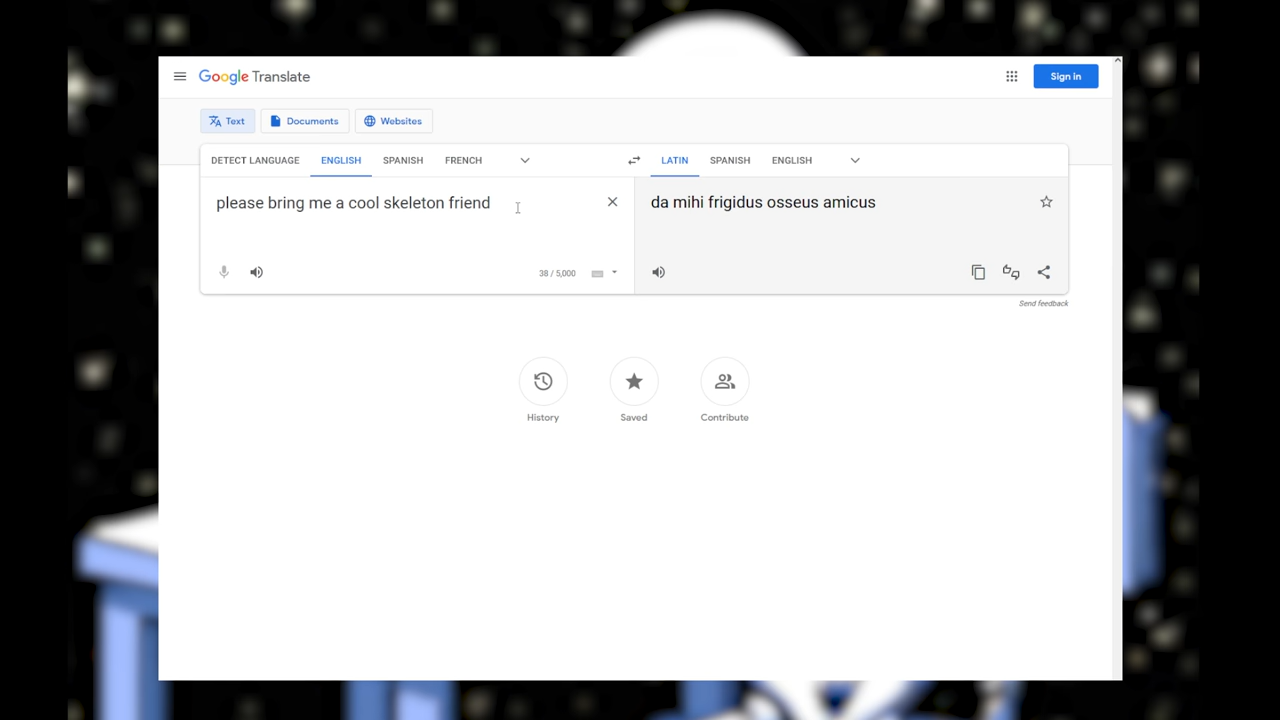 Google Translate
Sign in
Text Documents Websites
DETECT LANGUAGE ENGLISH SPANISH FRENCH LATIN SPANISH ENGLISH
please bring me a cool skeleton friend
da mihi frigidus osseus amicus
38 / 5,000
Send feedback
History Saved Contribute